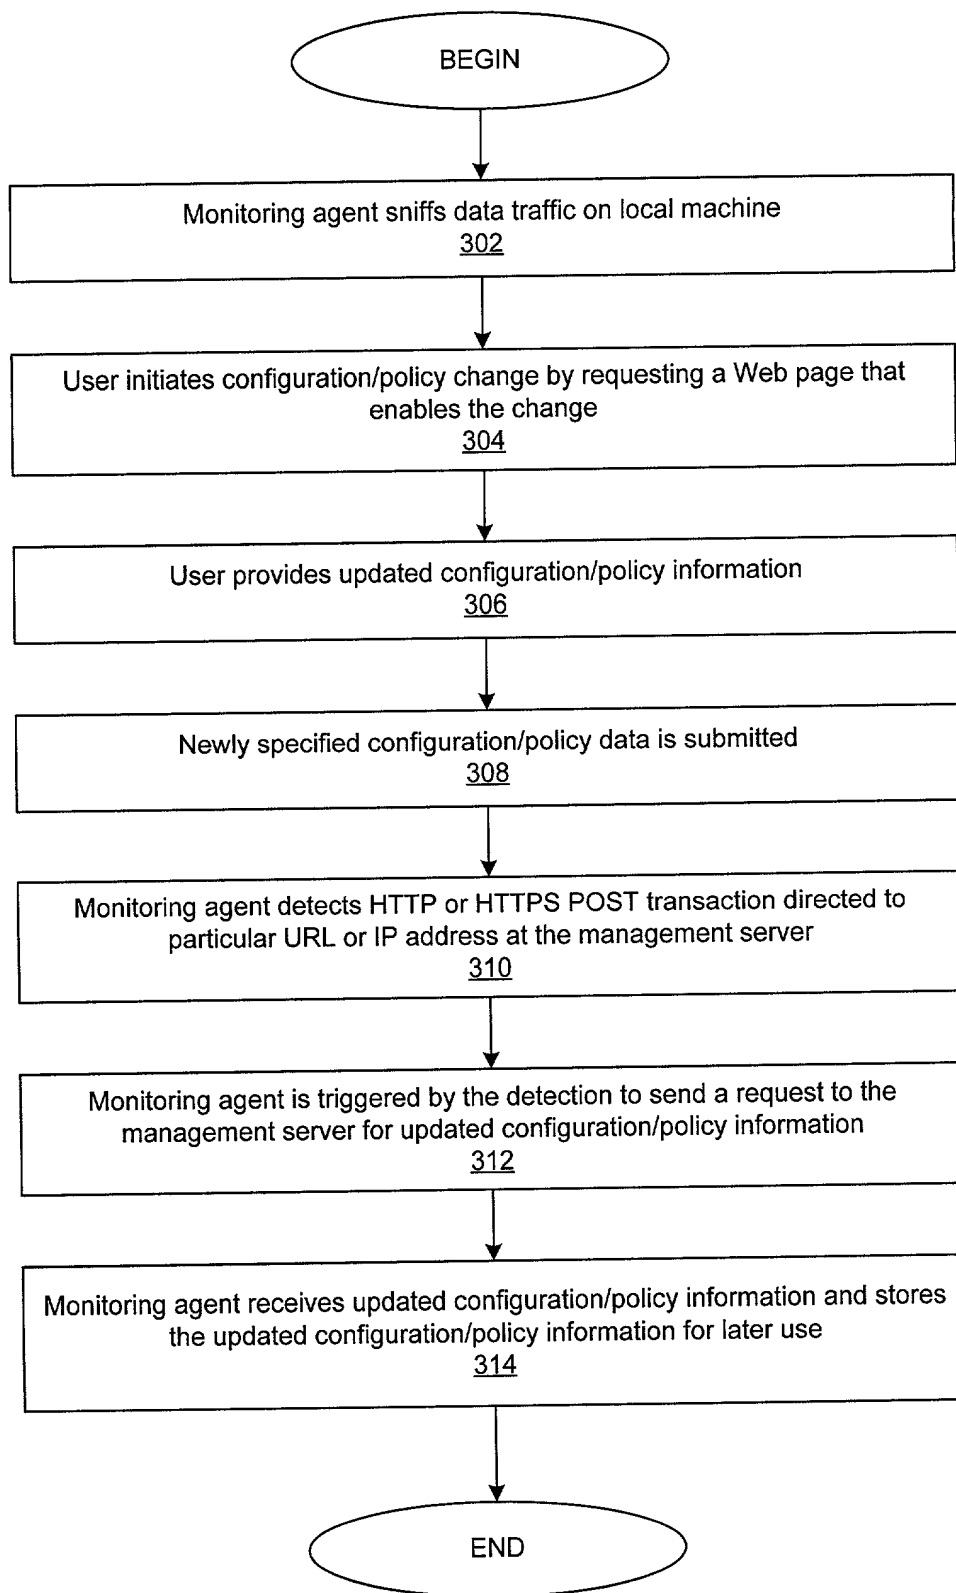 BEGIN
Monitoring agent sniffs data traffic on local machine
302
User initiates configuration/policy change by requesting a Web page that
enables the change
304
User provides updated configuration/policy information
306
Newly specified configuration/policy data is submitted
308
Monitoring agent detects HTTP or HTTPS POST transaction directed to
particular URL or IP address at the management server
310
Monitoring agent is triggered by the detection to send a request to the
management server for updated configuration/policy information
312
Monitoring agent receives updated configuration/policy information and stores
the updated configuration/policy information for later use
314
END